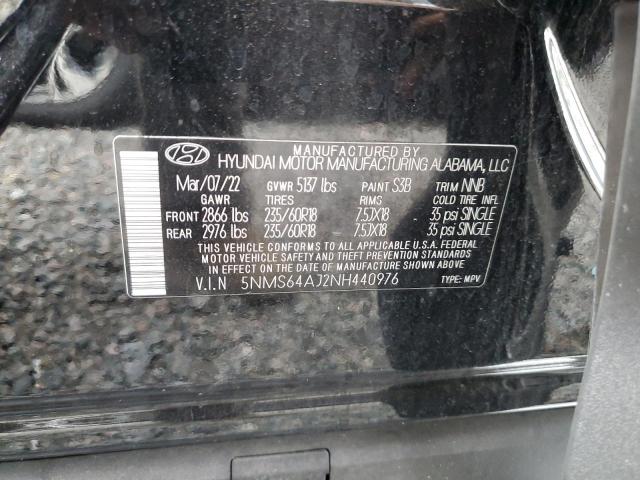 MANUFACTURED BY
HYUNDAI MOTOR MANUFACTURING ALABAMA, LLC
Mar/07/22 GVWR 5137 lbs PAINT S3B TRIM NNB
GAWR TIRES RIMS COLD TIRE INFL
FRONT 2866 lbs 235/60R18 - 7.5JX18 - 35 psi SINGLE
REAR 2976 lbs 235/60R18 - 7.5JX18 - 35 psi SINGLE
THIS VEHICLE CONFORMS TO ALL APPLICABLE U.S.A. FEDERAL
MOTOR VEHICLE SAFETY, BUMPER, AND THEFT PREVENTION STANDARDS
IN EFFECT ON THE DATE OF MANUFACTURE SHOWN ABOVE.
V.I.N 5NMS64AJ2NH440976 TYPE: MPV